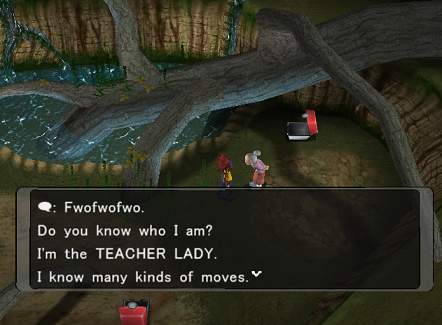 : Fwofwofwo.
Do you know who I am?
I'm the TEACHER LADY.
I know many kinds of moves.